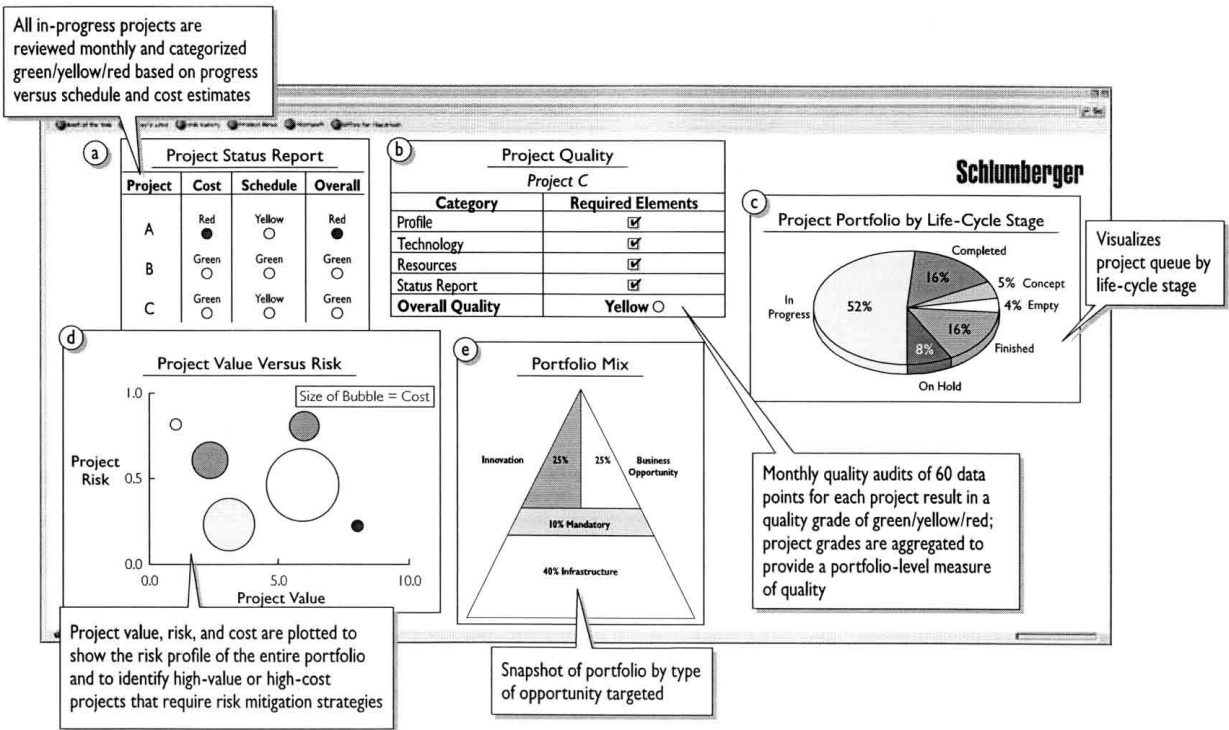 All in-progress projects are
reviewed monthly and categorized
green/yellow/red based on progress
versus schedule and cost estimates
a
Project Status Report
Project Cost Schedule Overall
A Red Yellow Red
B Green Green Green
C Green Yellow Green
b
Project Quality
Project C
Category Required Elements
Profile
Technology
Resources
Status Report
Overall Quality Yellow
Schlumberger
c
Project Portfolio by Life-Cycle Stage
Completed
16%
5% Concept
4% Empty
16%
Finished
8%
On Hold
52%
In
Progress
Visualizes
project queue by
life-cycle stage
d
Project Value Versus Risk
Size of Bubble = Cost
1.0
Project
Risk
0.5
0.0
0.0 5.0 10.0
Project Value
e
Portfolio Mix
Innovation 25% 25% Business
Opportunity
10% Mandatory
40% Infrastructure
Monthly quality audits of 60 data
points for each project result in a
quality grade of green/yellow/red;
project grades are aggregated to
provide a portfolio-level measure
of quality
Project value, risk, and cost are plotted to
show the risk profile of the entire portfolio
and to identify high-value or high-cost
projects that require risk mitigation strategies
Snapshot of portfolio by type
of opportunity targeted